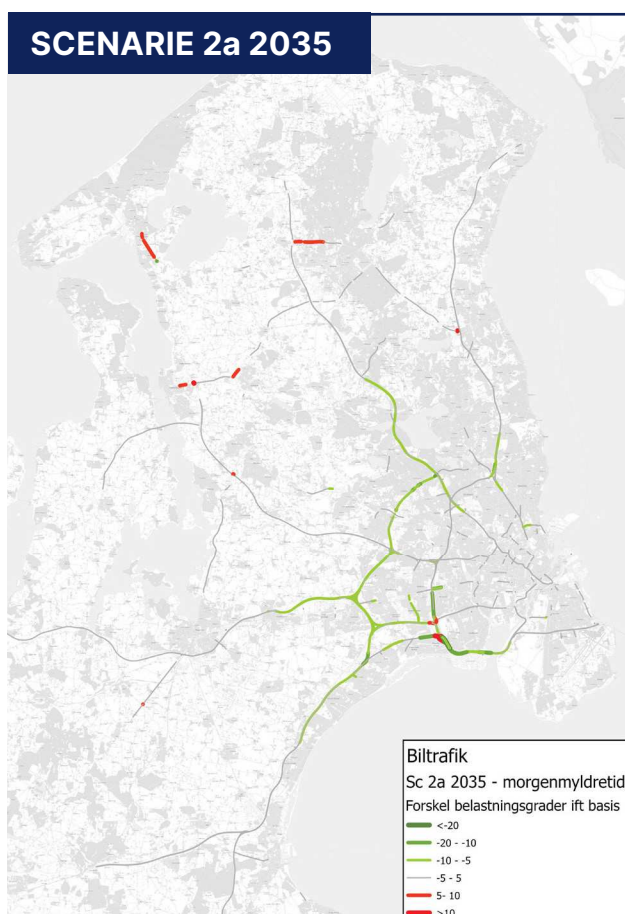 SCENARIE 2a 2035
Biltrafik
Sc 2a 2035 - morgenmyldretid
Forskel belastningsgrader ift basis
<-20
-20 - -10
-10 - -5
-5 - 5
5- 10
>10